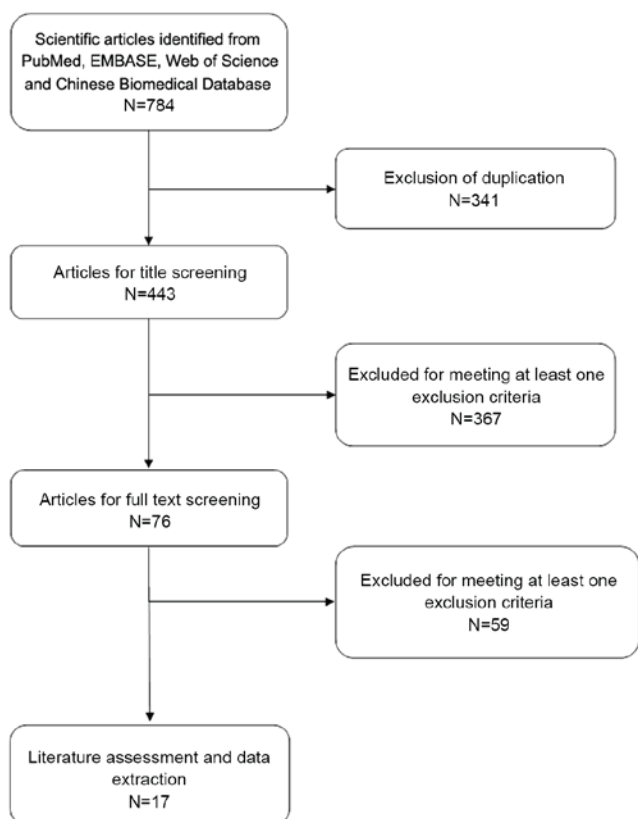 Scientific articles identified from
PubMed, EMBASE, Web of Science
and Chinese Biomedical Database
N=784
Exclusion of duplication
N=341
Articles for title screening
N=443
Excluded for meeting at least one
exclusion criteria
N=367
Articles for full text screening
N=76
Excluded for meeting at least one
exclusion criteria
N=59
Literature assessment and data
extraction
N=17